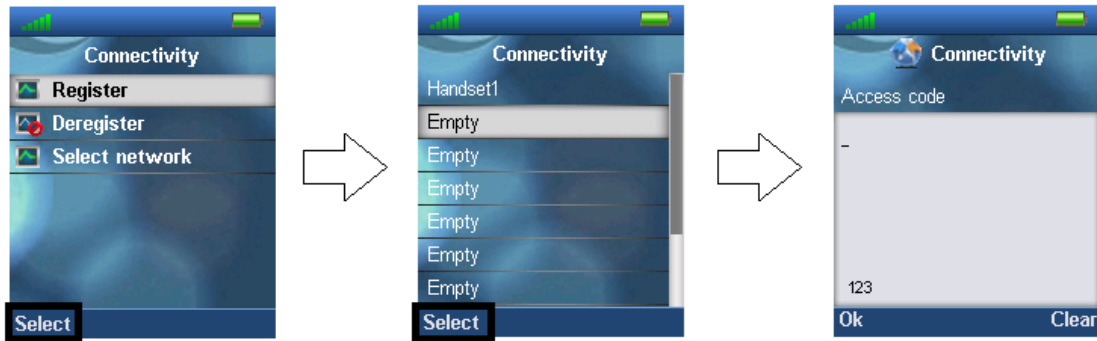 Connectivity
Register
Deregister
Select network
Select
Connectivity
Handset1
Empty
Empty
Empty
Empty
Empty
Empty
Select
Connectivity
Access code
_
123
Ok Clear